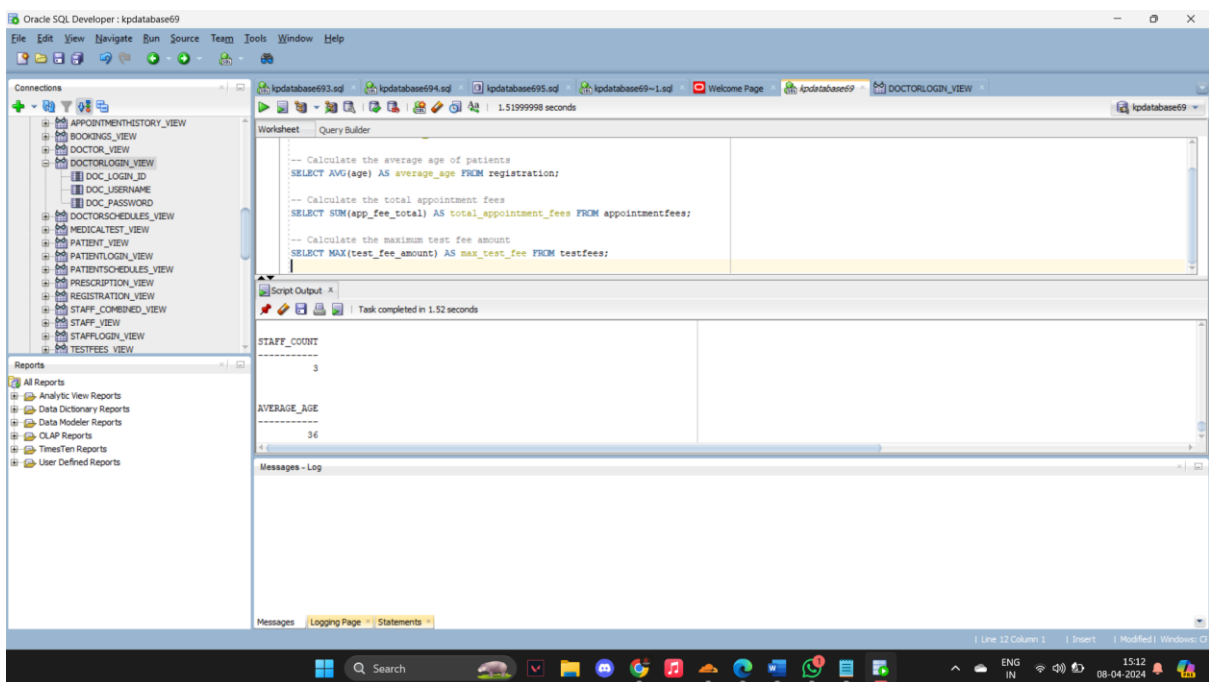 Oracle SQL Developer : kpdatabase69
File Edit View Navigate Run Source Team Tools Window Help
Connections
APPOINTMENTHISTORY_VIEW
BOOKINGS_VIEW
DOCTOR_VIEW
DOCTORLOGIN_VIEW
DOC_LOGIN_ID
DOC_USERNAME
DOC_PASSWORD
DOCTORSCHEDULES_VIEW
MEDICALTEST_VIEW
PATIENT_VIEW
PATIENTLOGIN_VIEW
PATIENTSCHEDULES_VIEW
PRESCRIPTION_VIEW
REGISTRATION_VIEW
STAFF_COMBINED_VIEW
STAFF_VIEW
STAFFLOGIN_VIEW
TESTFEES_VIEW
Reports
All Reports
Analytic View Reports
Data Dictionary Reports
Data Modeler Reports
OLAP Reports
TimesTen Reports
User Defined Reports
kpdatabase693.sql kpdatabase694.sql kpdatabase695.sql kpdatabase69~1.sql Welcome Page kpdatabase69 DOCTORLOGIN_VIEW
1.51999998 seconds kpdatabase69
Worksheet Query Builder
-- Calculate the average age of patients
SELECT AVG(age) AS average_age FROM registration;
-- Calculate the total appointment fees
SELECT SUM(app_fee_total) AS total_appointment_fees FROM appointmentfees;
-- Calculate the maximum test fee amount
SELECT MAX(test_fee_amount) AS max_test_fee FROM testfees;
Script Output x
Task completed in 1.52 seconds
STAFF_COUNT
-----------
3
AVERAGE_AGE
-----------
36
Messages - Log
Messages Logging Page Statements
Line 12 Column 1 | Insert | Modified | Windows: C
Search
ENG
IN
15:12
08-04-2024